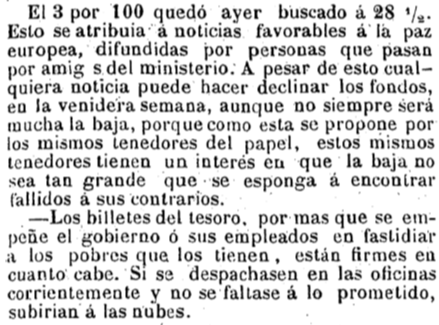 El 3 por 100 quedó ayer buscado á 28 1/2.
Esto se atribuia á noticias favorables á la paz
europea, difundidas por personas que pasan
por amig s del ministerio. A pesar de esto cual-
quiera noticia puede hacer declinar los fondos,
en la venidera semana, aunque no siempre será
mucha la baja, porque como esta se propone por
los mismos tenedores del papel, estos mismos
tenedores tienen un interés en que la baja no
sea tan grande que se esponga á encontrar
fallidos á sus contrarios.
—Los billetes del tesoro, por mas que se em-
peñe el gobierno ó sus empleados en fastidiar
a los pobres que los tienen, están firmes en
cuanto cabe. Si se despachasen en las oficinas
corrientemente y no se faltase á lo prometido,
subirian á las nubes.